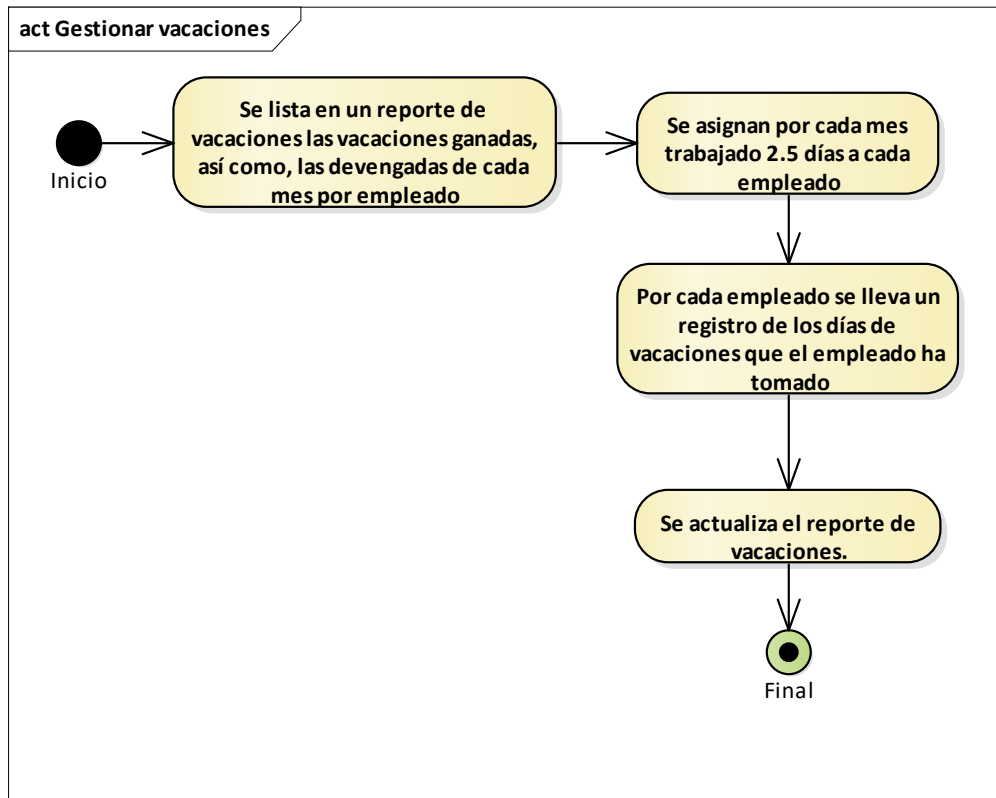 act Gestionar vacaciones
Inicio
Se lista en un reporte de
vacaciones las vacaciones ganadas,
así como, las devengadas de cada
mes por empleado
Se asignan por cada mes
trabajado 2.5 días a cada
empleado
Por cada empleado se lleva un
registro de los días de
vacaciones que el empleado ha
tomado
Se actualiza el reporte de
vacaciones.
Final